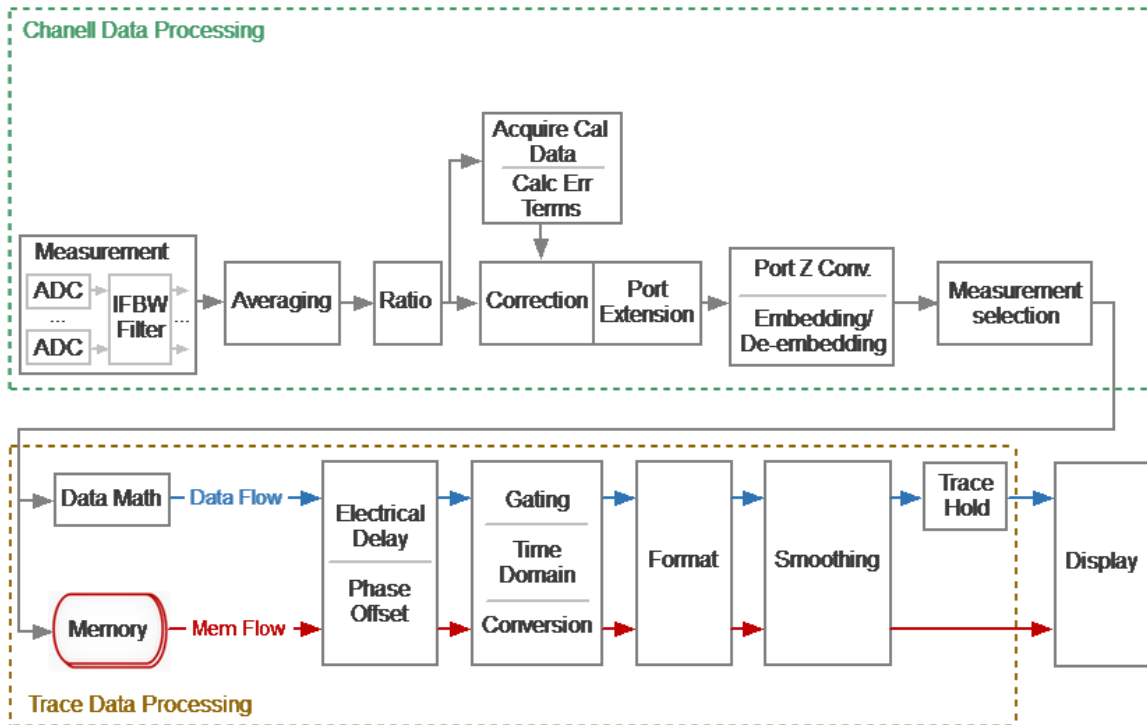 Chanell Data Processing
Acquire Cal
Data
Calc Err
Terms
Measurement
ADC
...
ADC
IFBW
Filter
...
Averaging
Ratio
Correction
Port
Extension
Port Z Conv.
Embedding/
De-embedding
Measurement
selection
Data Math
Data Flow
Electrical
Delay
Phase
Offset
Gating
Time
Domain
Conversion
Format
Smoothing
Trace
Hold
Display
Memory
Mem Flow
Trace Data Processing